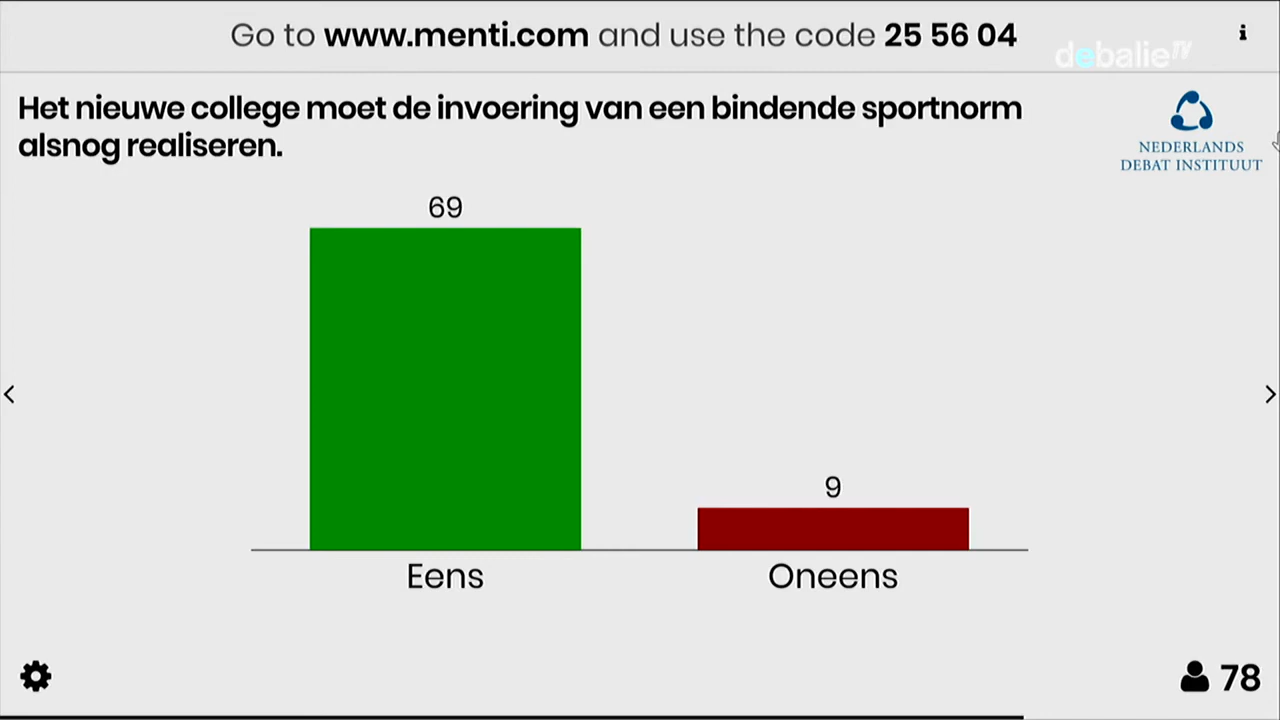 Go to www.menti.com and use the code 25 56 04
i
debalie TV
Het nieuwe college moet de invoering van een bindende sportnorm
alsnog realiseren.
NEDERLANDS
DEBAT INSTITUUT
69
9
Eens
Oneens
78